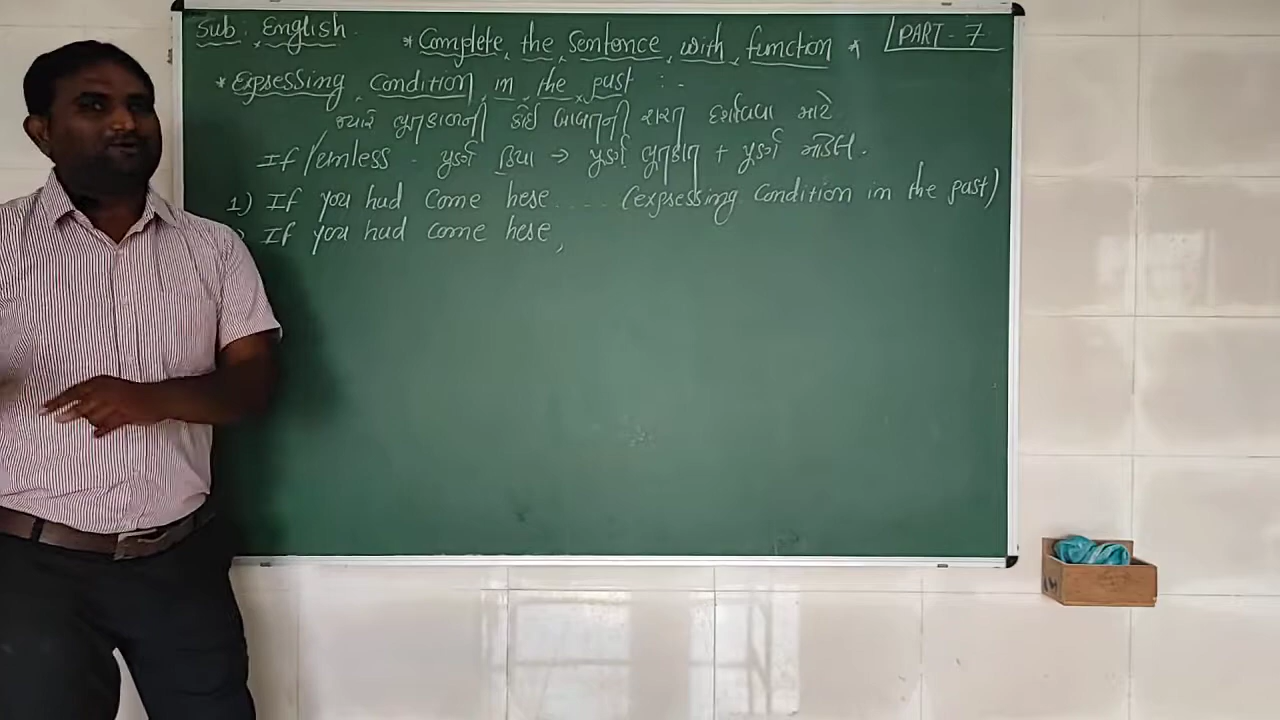 Sub : English.
* Complete the Sentence with function *
PART - 7
* Expressing condition in the past :-
જ્યારે ભૂતકાળની કોઈ બાબતની શરત દર્શાવવા માટે
If / unless - પૂર્ણ ક્રિયા → પૂર્ણ ભૂતકાળ + પૂર્ણ મોડલ.
1) If you had come here .... (expressing condition in the past)
If you had come here,